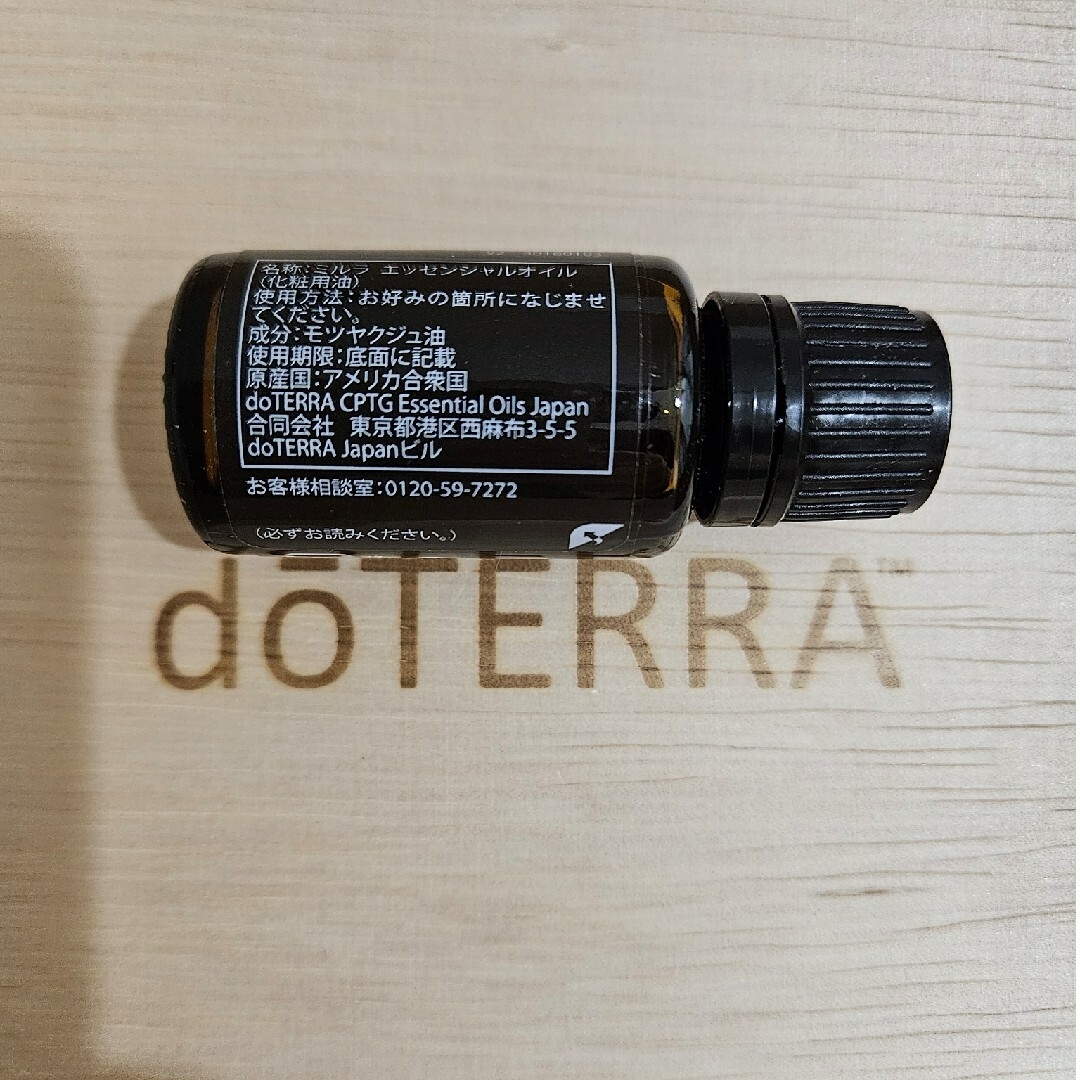 名称:ミルラ エッセンシャルオイル
(化粧用油)
使用方法:お好みの箇所になじませ
てください。
成分:モツヤクジュ油
使用期限:底面に記載
原産国:アメリカ合衆国
doTERRA CPTG Essential Oils Japan
合同会社 東京都港区西麻布3-5-5
doTERRA Japanビル
お客様相談室:0120-59-7272
(必ずお読みください。)
dōTERRA™